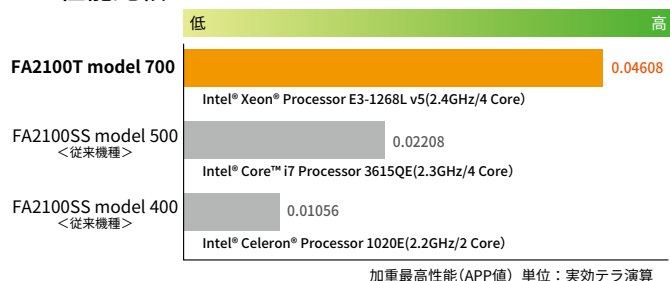 低 高
FA2100T model 700
0.04608
Intel® Xeon® Processor E3-1268L v5(2.4GHz/4 Core)
FA2100SS model 500
＜従来機種＞
0.02208
Intel® Core™ i7 Processor 3615QE(2.3GHz/4 Core)
FA2100SS model 400
＜従来機種＞
0.01056
Intel® Celeron® Processor 1020E(2.2GHz/2 Core)
加重最高性能(APP値) 単位：実効テラ演算